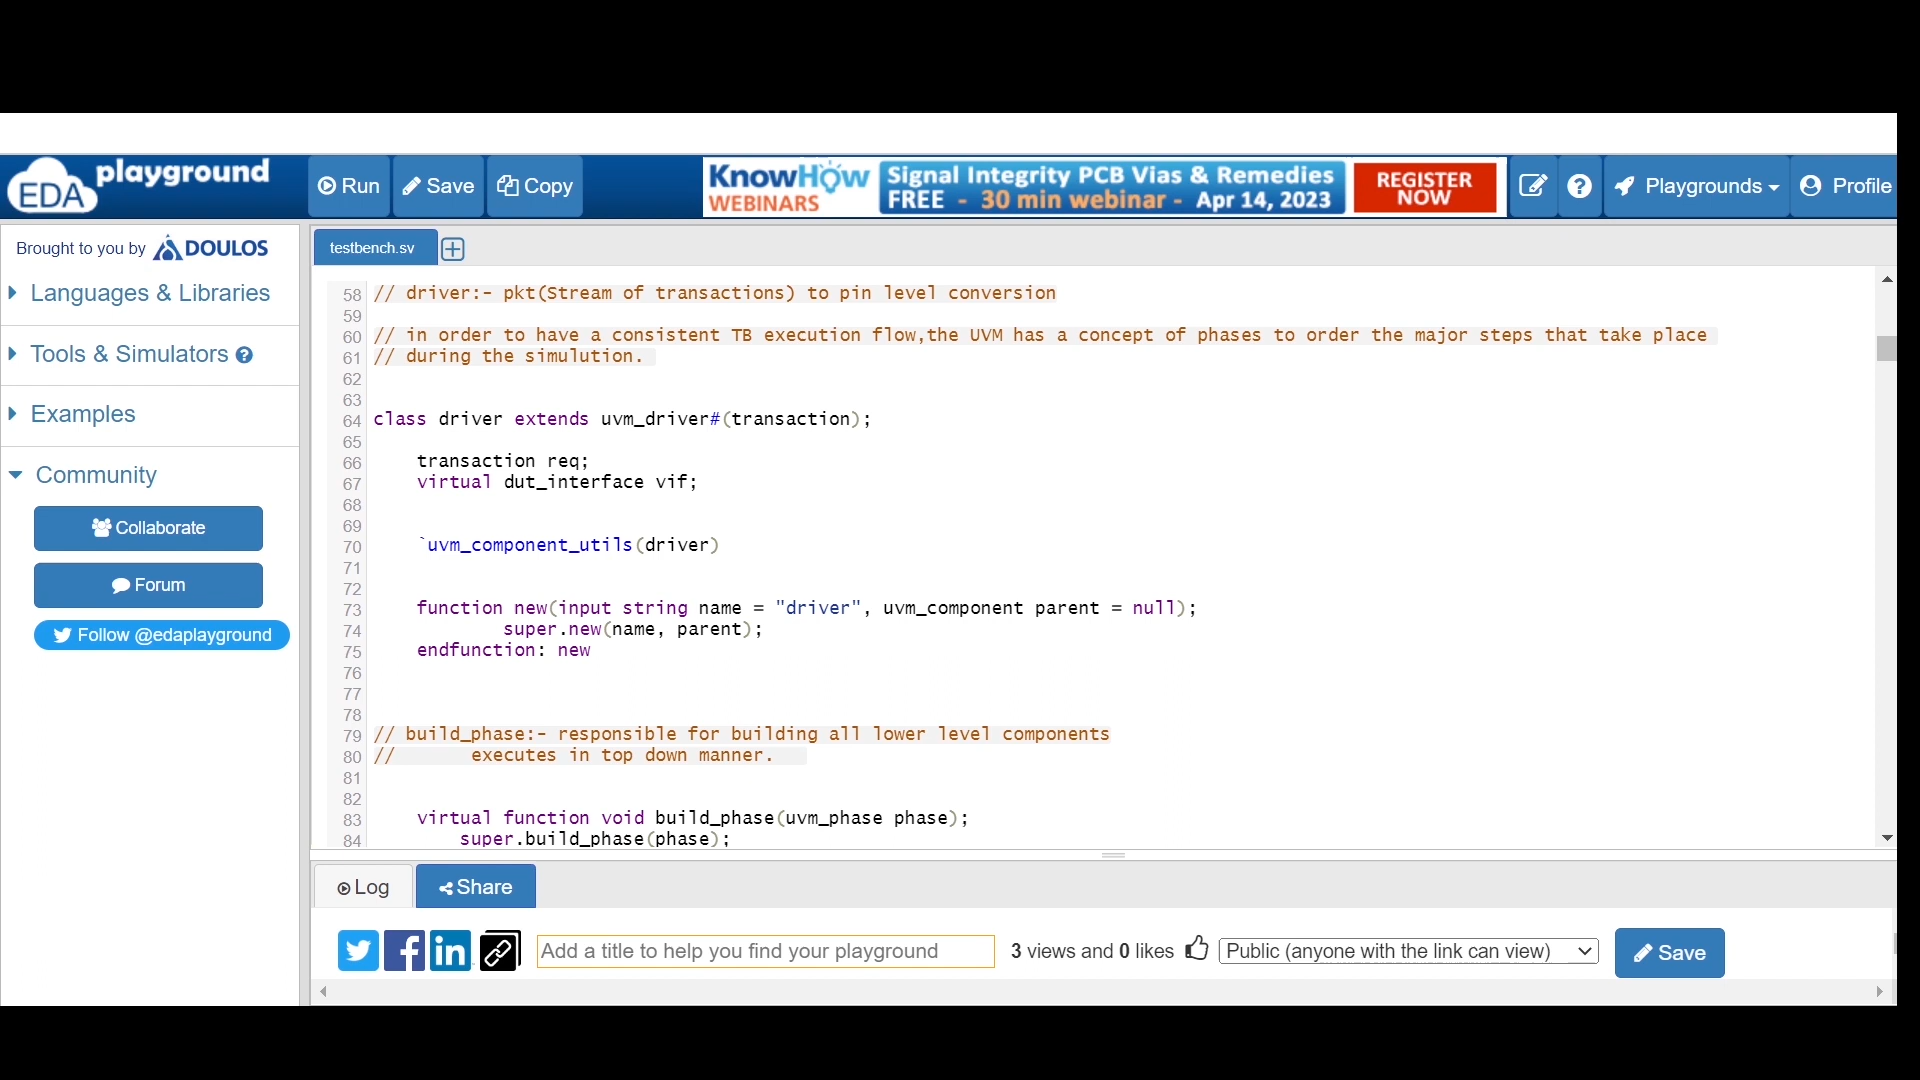 EDA playground
Run
Save
Copy
KnowHow
WEBINARS
Signal Integrity PCB Vias & Remedies
FREE - 30 min webinar - Apr 14, 2023
REGISTER
NOW
Playgrounds
Profile
Brought to you by DOULOS
Languages & Libraries
Tools & Simulators
Examples
Community
Collaborate
Forum
Follow @edaplayground
testbench.sv
58 // driver:- pkt(Stream of transactions) to pin level conversion
59
60 // in order to have a consistent TB execution flow,the UVM has a concept of phases to order the major steps that take place
61 // during the simulution.
62
63
64 class driver extends uvm_driver#(transaction);
65
66 transaction req;
67 virtual dut_interface vif;
68
69
70 `uvm_component_utils(driver)
71
72
73 function new(input string name = "driver", uvm_component parent = null);
74 super.new(name, parent);
75 endfunction: new
76
77
78
79 // build_phase:- responsible for building all lower level components
80 // executes in top down manner.
81
82
83 virtual function void build_phase(uvm_phase phase);
84 super.build_phase(phase);
Log
Share
Add a title to help you find your playground
3 views and 0 likes
Public (anyone with the link can view)
Save